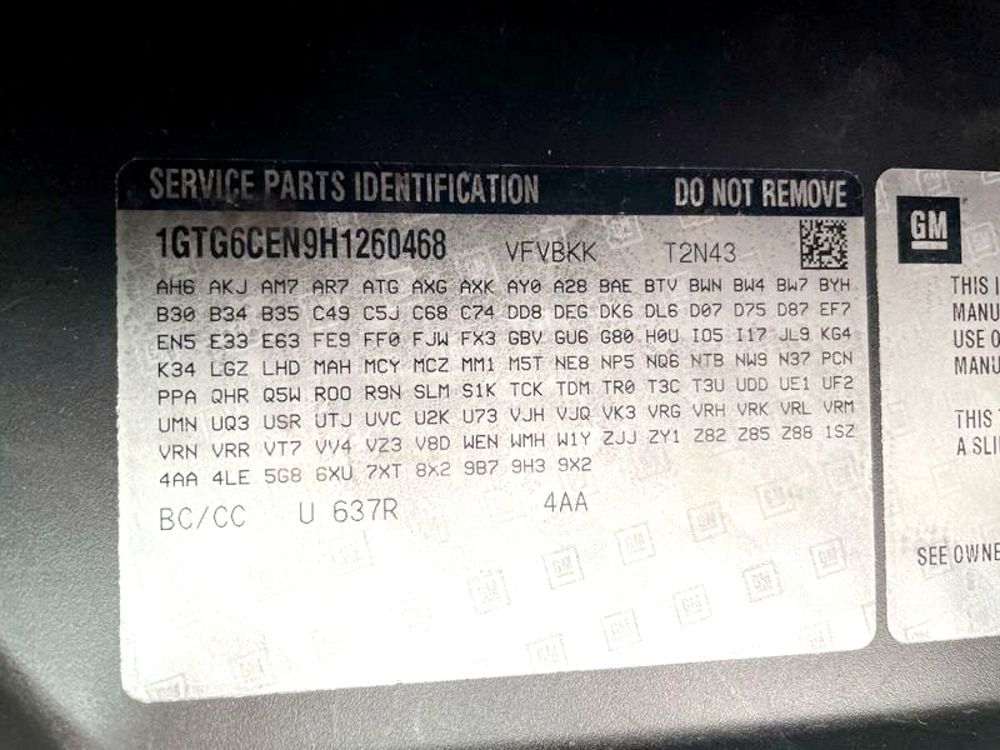 SERVICE PARTS IDENTIFICATION DO NOT REMOVE
1GTG6CEN9H1260468 VFVBKK T2N43
AH6 AKJ AM7 AR7 ATG AXG AXK AY0 A28 BAE BTV BWN BW4 BW7 BYH
B30 B34 B35 C49 C5J C68 C74 DD8 DEG DK6 DL6 D07 D75 D87 EF7
EN5 E33 E63 FE9 FF0 FJW FX3 GBV GU6 G80 H0U IO5 I17 JL9 KG4
K34 LGZ LHD MAH MCY MCZ MM1 M5T NE8 NP5 NQ6 NTB NW9 N37 PCN
PPA QHR Q5W ROO R9N SLM S1K TCK TDM TR0 T3C T3U UDD UE1 UF2
UMN UQ3 USR UTJ UVC U2K U73 VJH VJQ VK3 VRG VRH VRK VRL VRM
VRN VRR VT7 VV4 VZ3 V8D WEN WMH W1Y ZJJ ZY1 Z82 Z85 Z88 1SZ
4AA 4LE 5G8 6XU 7XT 8X2 9B7 9H3 9X2
BC/CC U 637R 4AA
GM
THIS
MANU
USE O
MANU
THIS
A SLI
SEE OWNE